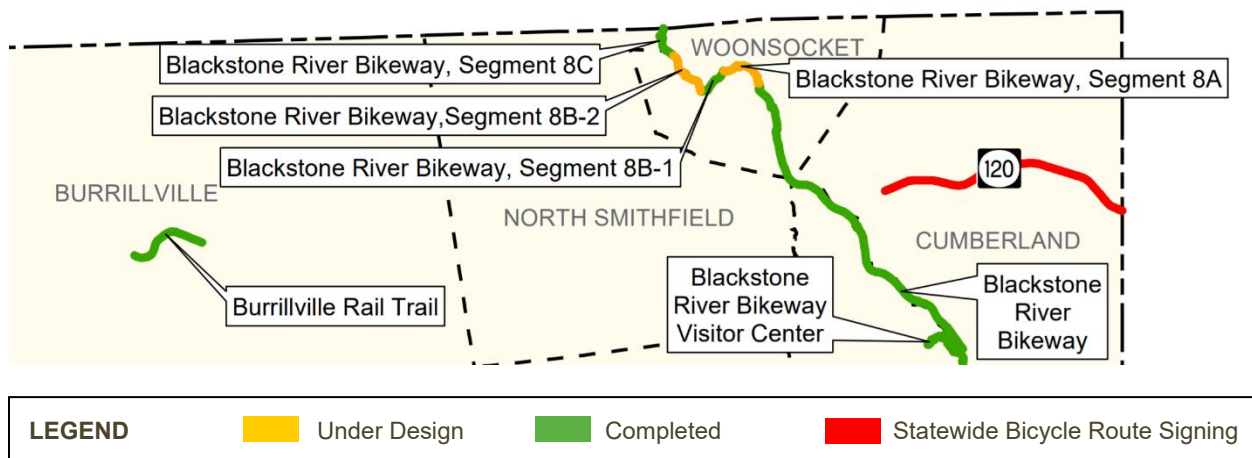 WOONSOCKET
Blackstone River Bikeway, Segment 8C
Blackstone River Bikeway, Segment 8A
Blackstone River Bikeway,Segment 8B-2
Blackstone River Bikeway, Segment 8B-1
120
BURRILLVILLE
NORTH SMITHFIELD
CUMBERLAND
Burrillville Rail Trail
Blackstone
River Bikeway
Visitor Center
Blackstone
River
Bikeway
LEGEND
Under Design
Completed
Statewide Bicycle Route Signing